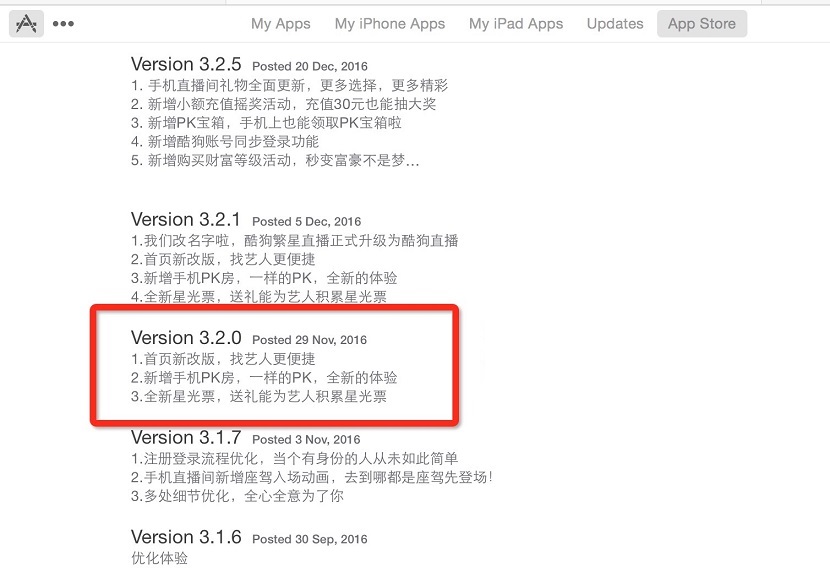 My Apps My iPhone Apps My iPad Apps Updates App Store
Version 3.2.5 Posted 20 Dec, 2016
1. 手机直播间礼物全面更新，更多选择，更多精彩
2. 新增小额充值摇奖活动，充值30元也能抽大奖
3. 新增PK宝箱，手机上也能领取PK宝箱啦
4. 新增酷狗账号同步登录功能
5. 新增购买财富等级活动，秒变富豪不是梦…
Version 3.2.1 Posted 5 Dec, 2016
1.我们改名字啦，酷狗繁星直播正式升级为酷狗直播
2.首页新改版，找艺人更便捷
3.新增手机PK房，一样的PK，全新的体验
4.全新星光票，送礼能为艺人积累星光票
Version 3.2.0 Posted 29 Nov, 2016
1.首页新改版，找艺人更便捷
2.新增手机PK房，一样的PK，全新的体验
3.全新星光票，送礼能为艺人积累星光票
Version 3.1.7 Posted 3 Nov, 2016
1.注册登录流程优化，当个有身份的人从未如此简单
2.手机直播间新增座驾入场动画，去到哪都是座驾先登场！
3.多处细节优化，全心全意为了你
Version 3.1.6 Posted 30 Sep, 2016
优化体验